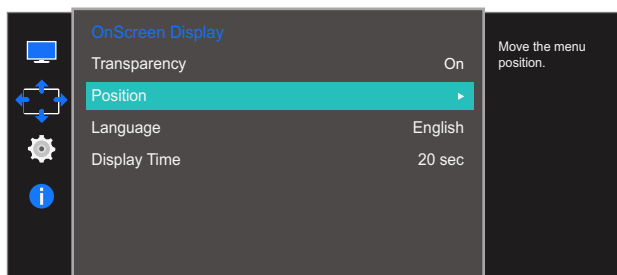 OnScreen Display
Transparency On
Position
Language English
Display Time 20 sec
Move the menu
position.